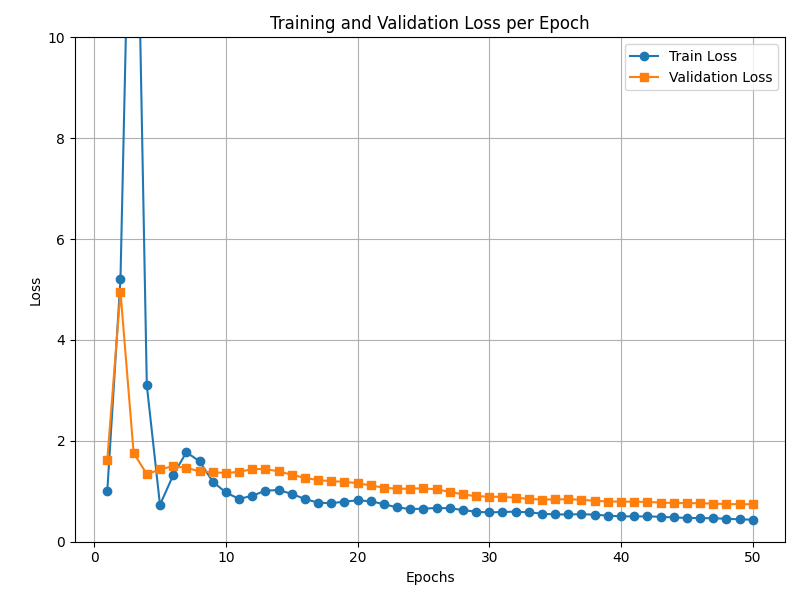 Training and Validation Loss per Epoch
Train Loss
Validation Loss
Loss
10
8
6
4
2
0
0 10 20 30 40 50
Epochs